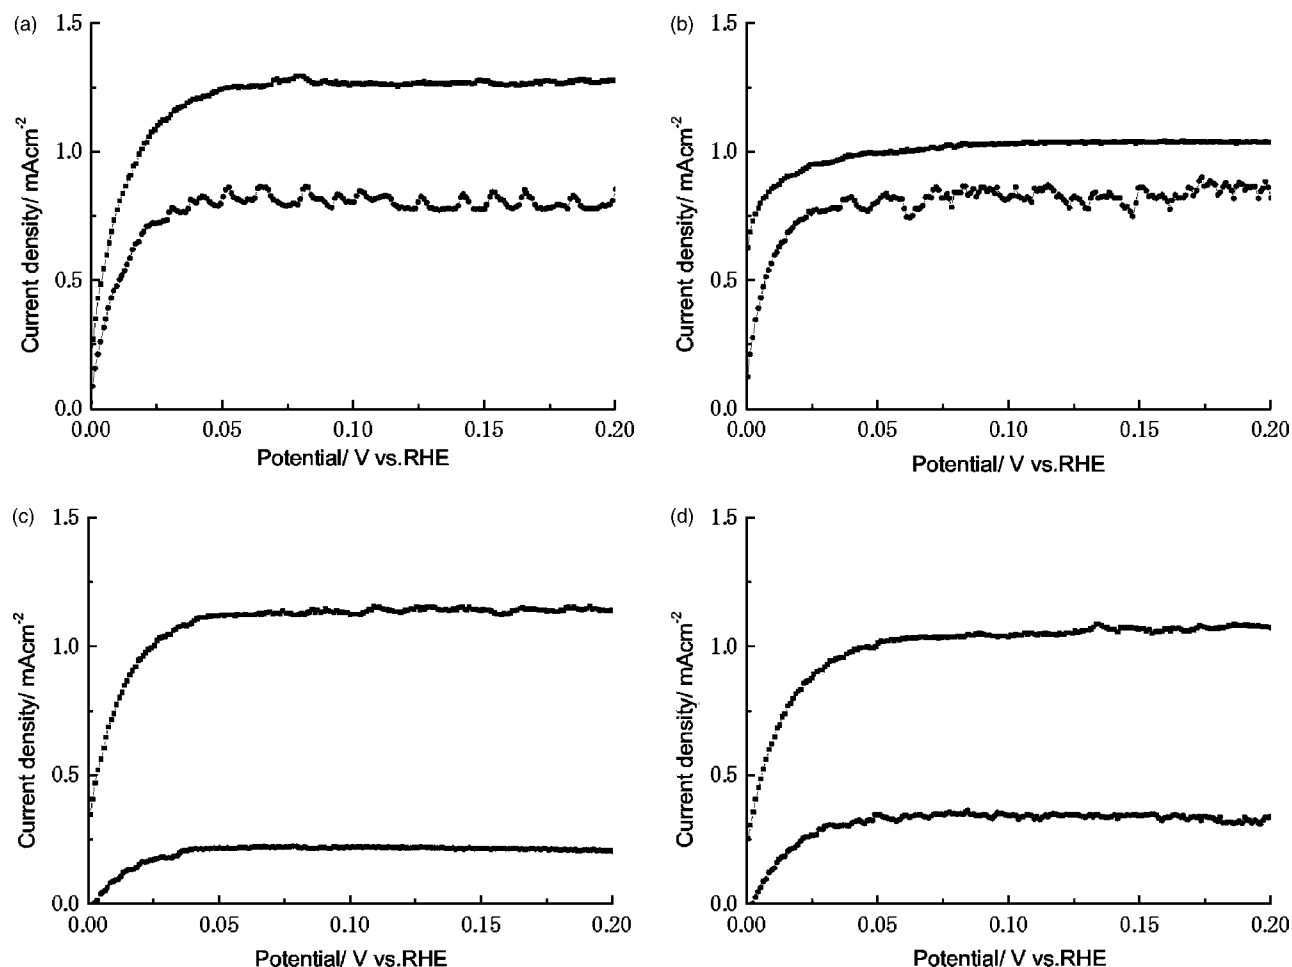 (a)
1.5
1.0
0.5
0.0
Current density/ mAcm⁻²
0.00 0.05 0.10 0.15 0.20
Potential/ V vs.RHE
(b)
1.5
1.0
0.5
0.0
Current density/ mAcm⁻²
0.00 0.05 0.10 0.15 0.20
Potential/ V vs.RHE
(c)
1.5
1.0
0.5
0.0
Current density/ mAcm⁻²
0.00 0.05 0.10 0.15 0.20
Potential/ V vs.RHE
(d)
1.5
1.0
0.5
0.0
Current density/ mAcm⁻²
0.00 0.05 0.10 0.15 0.20
Potential/ V vs.RHE